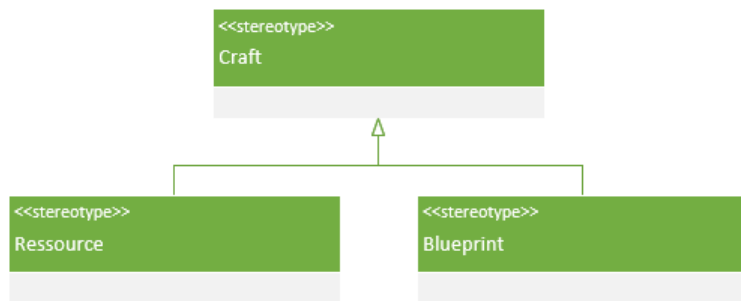 <<stereotype>>
Craft
<<stereotype>>
Ressource
<<stereotype>>
Blueprint